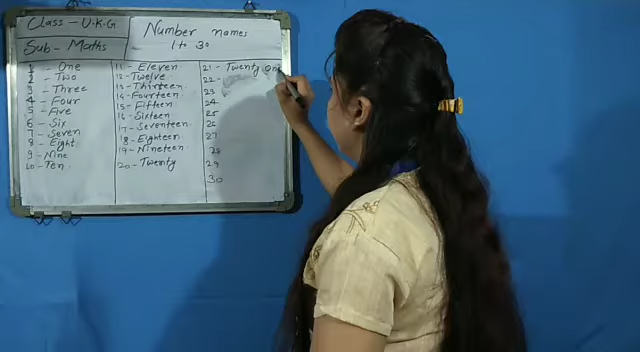 Class - U.K.G
Sub - Maths
Number names
1 to 30
1 - One
2 - Two
3 - Three
4 - Four
5 - Five
6 - Six
7 - Seven
8 - Eight
9 - Nine
10 - Ten
11 - Eleven
12 - Twelve
13 - Thirteen
14 - Fourteen
15 - Fifteen
16 - Sixteen
17 - Seventeen
18 - Eighteen
19 - Nineteen
20 - Twenty
21 - Twenty One
22 -
23
24
25
26
27
28
29
30